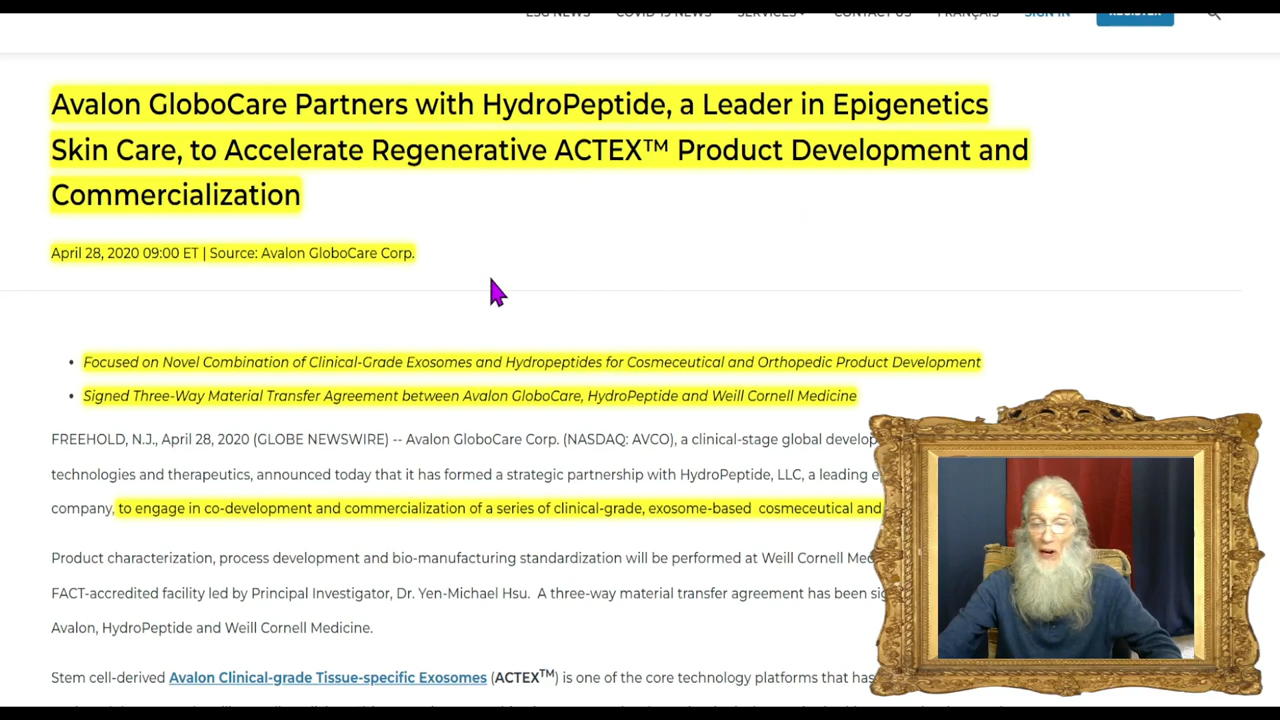 ESG NEWS COVID-19 NEWS SERVICES CONTACT US FRANÇAIS SIGN IN REGISTER
Avalon GloboCare Partners with HydroPeptide, a Leader in Epigenetics
Skin Care, to Accelerate Regenerative ACTEX™ Product Development and
Commercialization
April 28, 2020 09:00 ET | Source: Avalon GloboCare Corp.
• Focused on Novel Combination of Clinical-Grade Exosomes and Hydropeptides for Cosmeceutical and Orthopedic Product Development
• Signed Three-Way Material Transfer Agreement between Avalon GloboCare, HydroPeptide and Weill Cornell Medicine
FREEHOLD, N.J., April 28, 2020 (GLOBE NEWSWIRE) -- Avalon GloboCare Corp. (NASDAQ: AVCO), a clinical-stage global develop
technologies and therapeutics, announced today that it has formed a strategic partnership with HydroPeptide, LLC, a leading e
company, to engage in co-development and commercialization of a series of clinical-grade, exosome-based cosmeceutical and
Product characterization, process development and bio-manufacturing standardization will be performed at Weill Cornell Med
FACT-accredited facility led by Principal Investigator, Dr. Yen-Michael Hsu. A three-way material transfer agreement has been sig
Avalon, HydroPeptide and Weill Cornell Medicine.
Stem cell-derived Avalon Clinical-grade Tissue-specific Exosomes (ACTEX™) is one of the core technology platforms that has